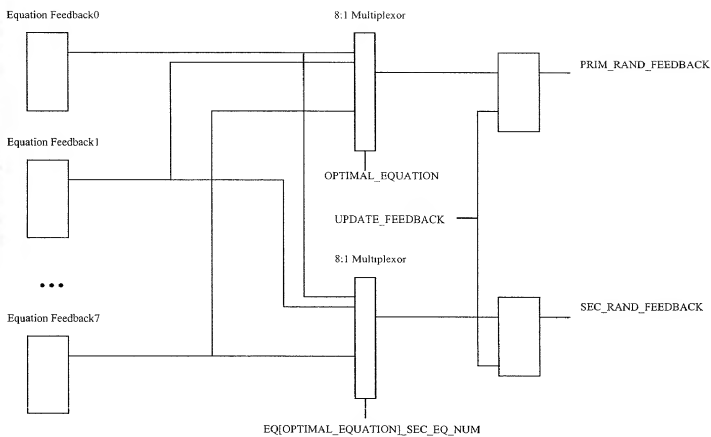 Equation Feedback0
8:1 Multiplexor
PRIM_RAND_FEEDBACK
Equation Feedback1
OPTIMAL_EQUATION
UPDATE_FEEDBACK
8:1 Multiplexor
Equation Feedback7
SEC_RAND_FEEDBACK
EQ[OPTIMAL_EQUATION]_SEC_EQ_NUM